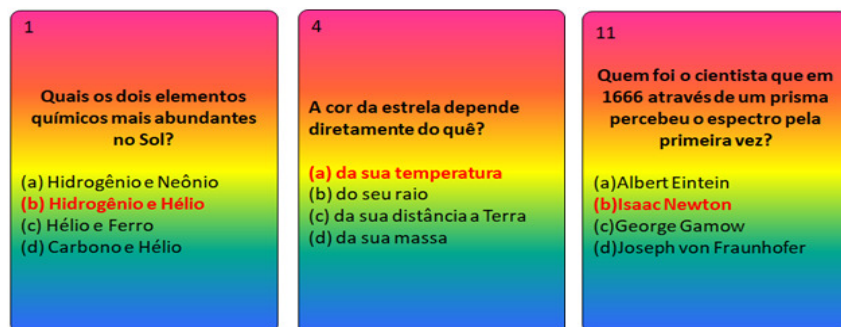 1
Quais os dois elementos
químicos mais abundantes
no Sol?
(a) Hidrogênio e Neônio
(b) Hidrogênio e Hélio
(c) Hélio e Ferro
(d) Carbono e Hélio
4
A cor da estrela depende
diretamente do quê?
(a) da sua temperatura
(b) do seu raio
(c) da sua distância a Terra
(d) da sua massa
11
Quem foi o cientista que em
1666 através de um prisma
percebeu o espectro pela
primeira vez?
(a)Albert Eintein
(b)Isaac Newton
(c)George Gamow
(d)Joseph von Fraunhofer